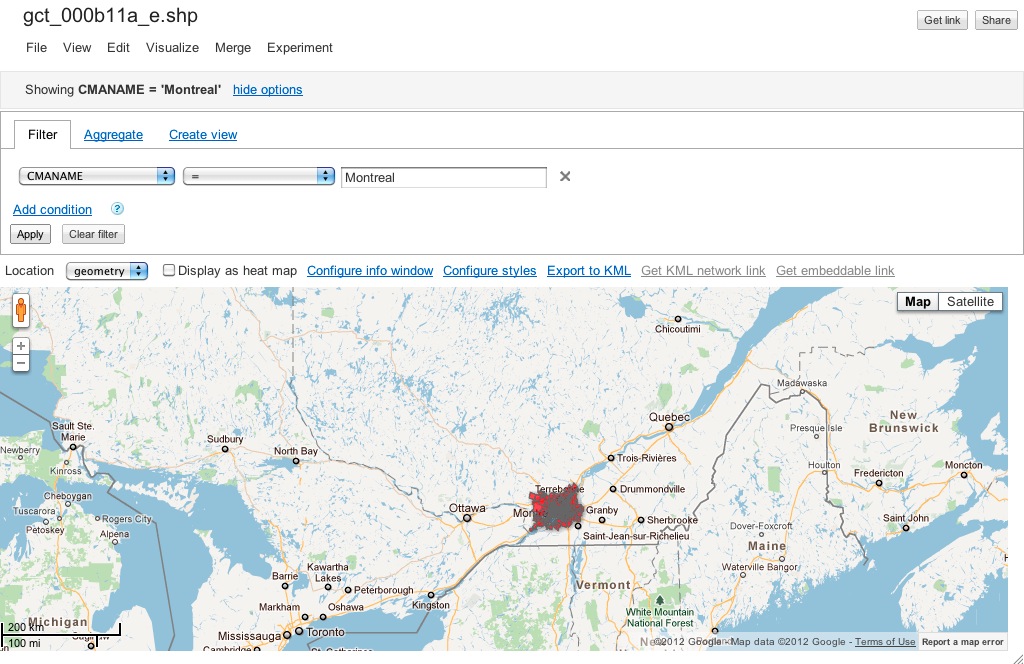 gct_000b11a_e.shp
Get link Share
File View Edit Visualize Merge Experiment
Showing CMANAME = 'Montreal' hide options
Filter Aggregate Create view
CMANAME = Montreal ✕
Add condition ?
Apply Clear filter
Location geometry Display as heat map Configure info window Configure styles Export to KML Get KML network link Get embeddable link
Map Satellite
+
−
Chicoutimi
Madawaska
Quebec
Presque Isle
New
Brunswick
Sault Ste.
Marie
Sudbury
North Bay
Newberry
Kinross
Trois-Rivières
Houlton
Fredericton
Moncton
Terrebonne
Drummondville
Cheboygan
Tuscarora
Rogers City
Petoskey
Alpena
Ottawa
Granby
Sherbrooke
Saint John
Saint-Jean-sur-Richelieu
Dover-Foxcroft
Maine
Waterville Bangor
Barrie
Kawartha
Lakes
Peterborough
Kingston
Vermont
Markham
Oshawa
White Mountain
National Forest
Michigan
200 km
100 mi
Mississauga
Toronto
Cambridge
St. Catharines
©2012 Google - Map data ©2012 Google - Terms of Use Report a map error